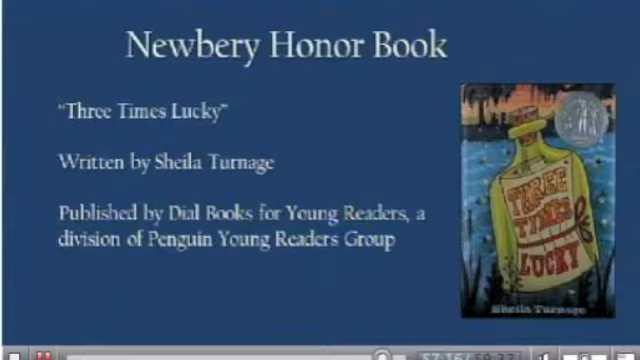 Newbery Honor Book
"Three Times Lucky"
Written by Sheila Turnage
Published by Dial Books for Young Readers, a
division of Penguin Young Readers Group
THREE
TIMES
LUCKY
Sheila Turnage